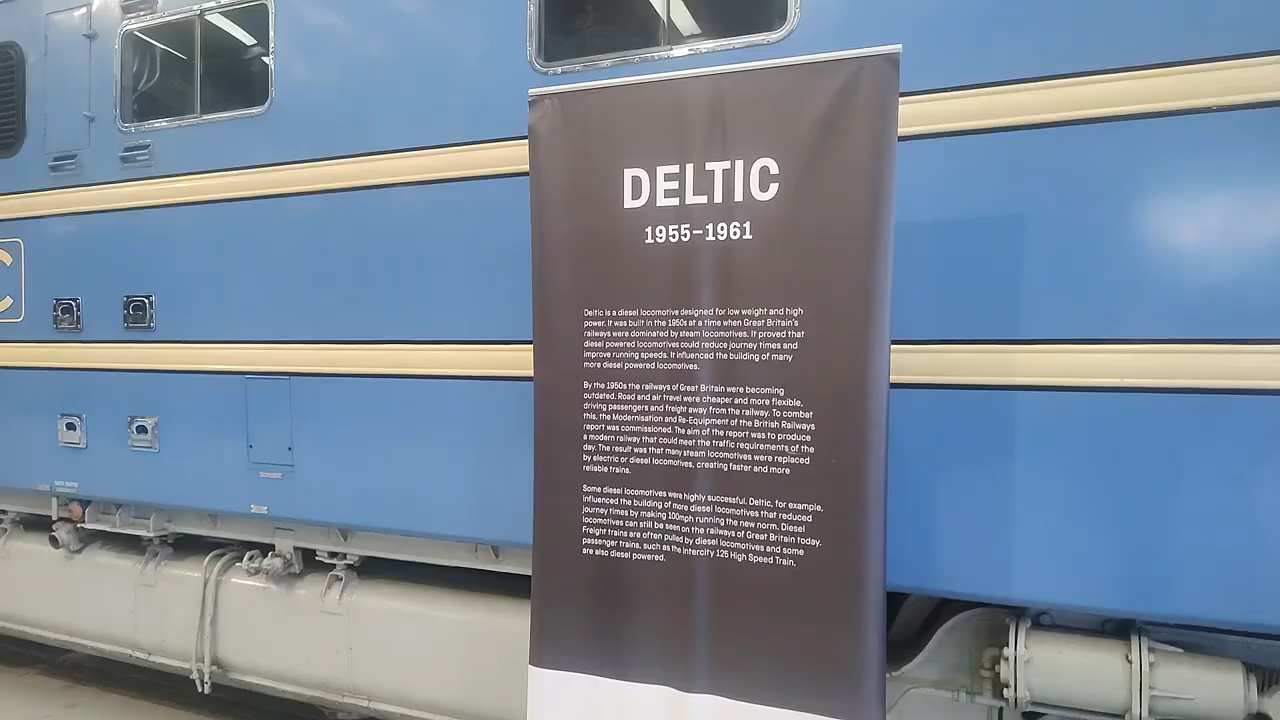 DELTIC
1955–1961
Deltic is a diesel locomotive designed for low weight and high
power. It was built in the 1950s at a time when Great Britain's
railways were dominated by steam locomotives. It proved that
diesel powered locomotives could reduce journey times and
improve running speeds. It influenced the building of many
more diesel powered locomotives.
By the 1950s the railways of Great Britain were becoming
outdated. Road and air travel were cheaper and more flexible,
driving passengers and freight away from the railway. To combat
this, the Modernisation and Re-Equipment of the British Railways
report was commissioned. The aim of the report was to produce
a modern railway that could meet the traffic requirements of the
day. The result was that many steam locomotives were replaced
by electric or diesel locomotives, creating faster and more
reliable trains.
Some diesel locomotives were highly successful. Deltic, for example,
influenced the building of more diesel locomotives that reduced
journey times by making 100mph running the new norm. Diesel
locomotives can still be seen on the railways of Great Britain today.
Freight trains are often pulled by diesel locomotives and some
passenger trains, such as the Intercity 125 High Speed Train,
are also diesel powered.
C